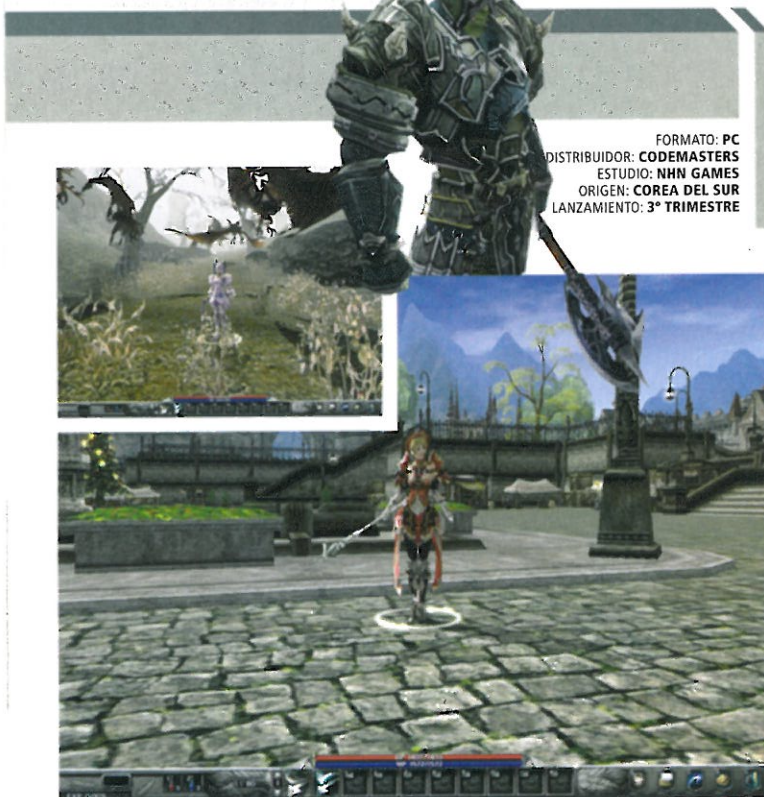 FORMATO: PC
DISTRIBUIDOR: CODEMASTERS
ESTUDIO: NHN GAMES
ORIGEN: COREA DEL SUR
LANZAMIENTO: 3º TRIMESTRE